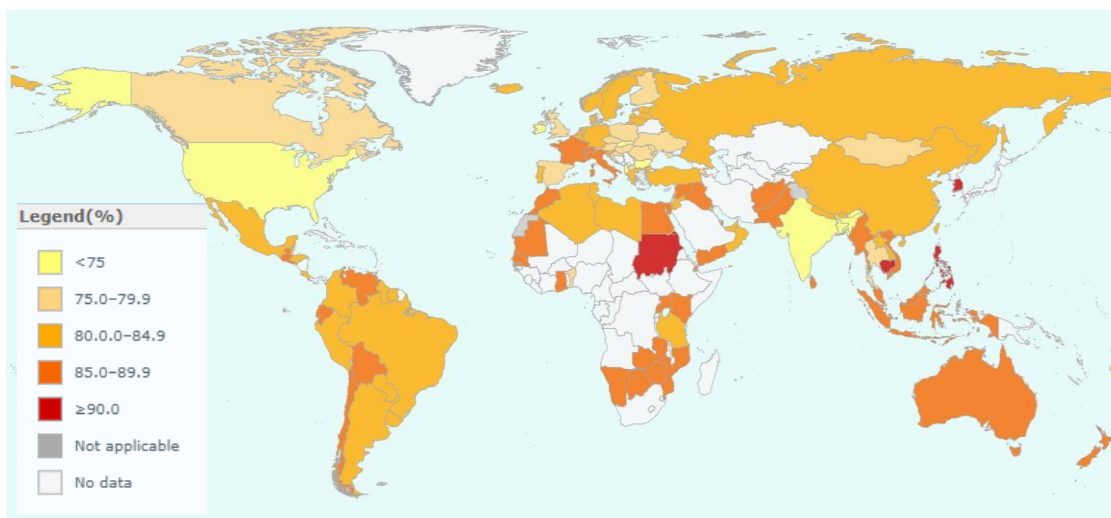 Legend(%)
<75
75.0–79.9
80.0.0–84.9
85.0–89.9
≥90.0
Not applicable
No data